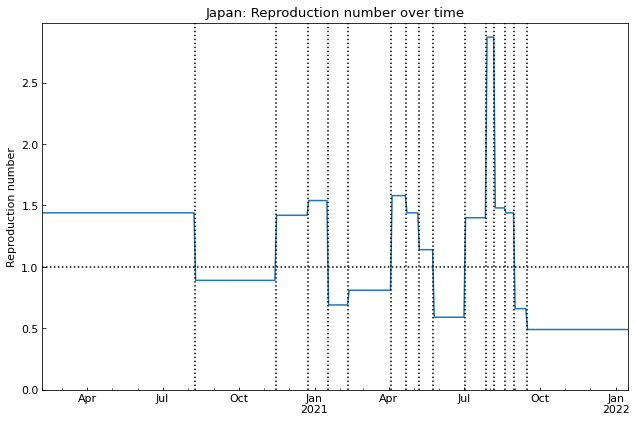 Japan: Reproduction number over time
Reproduction number
2.5
2.0
1.5
1.0
0.5
0.0
Apr
Jul
Oct
Jan
2021
Apr
Jul
Oct
Jan
2022